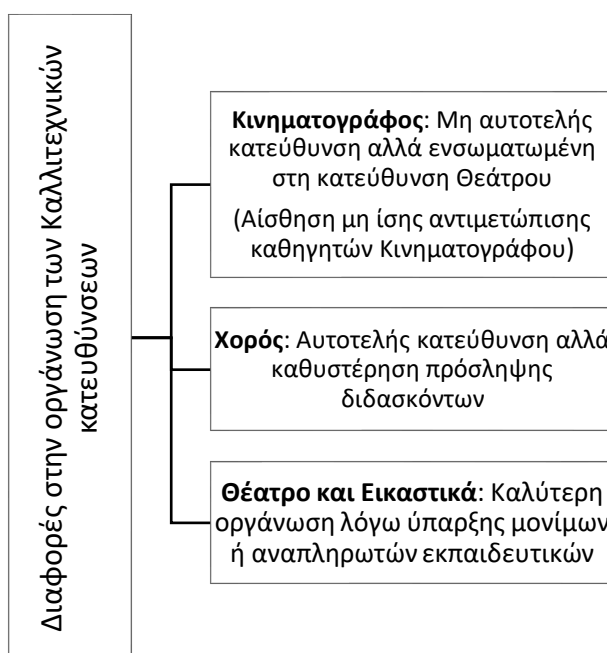 Διαφορές στην οργάνωση των Καλλιτεχνικών
κατευθύνσεων
Κινηματογράφος: Μη αυτοτελής
κατεύθυνση αλλά ενσωματωμένη
στη κατεύθυνση Θεάτρου
(Αίσθηση μη ίσης αντιμετώπισης
καθηγητών Κινηματογράφου)
Χορός: Αυτοτελής κατεύθυνση αλλά
καθυστέρηση πρόσληψης
διδασκόντων
Θέατρο και Εικαστικά: Καλύτερη
οργάνωση λόγω ύπαρξης μονίμων
ή αναπληρωτών εκπαιδευτικών